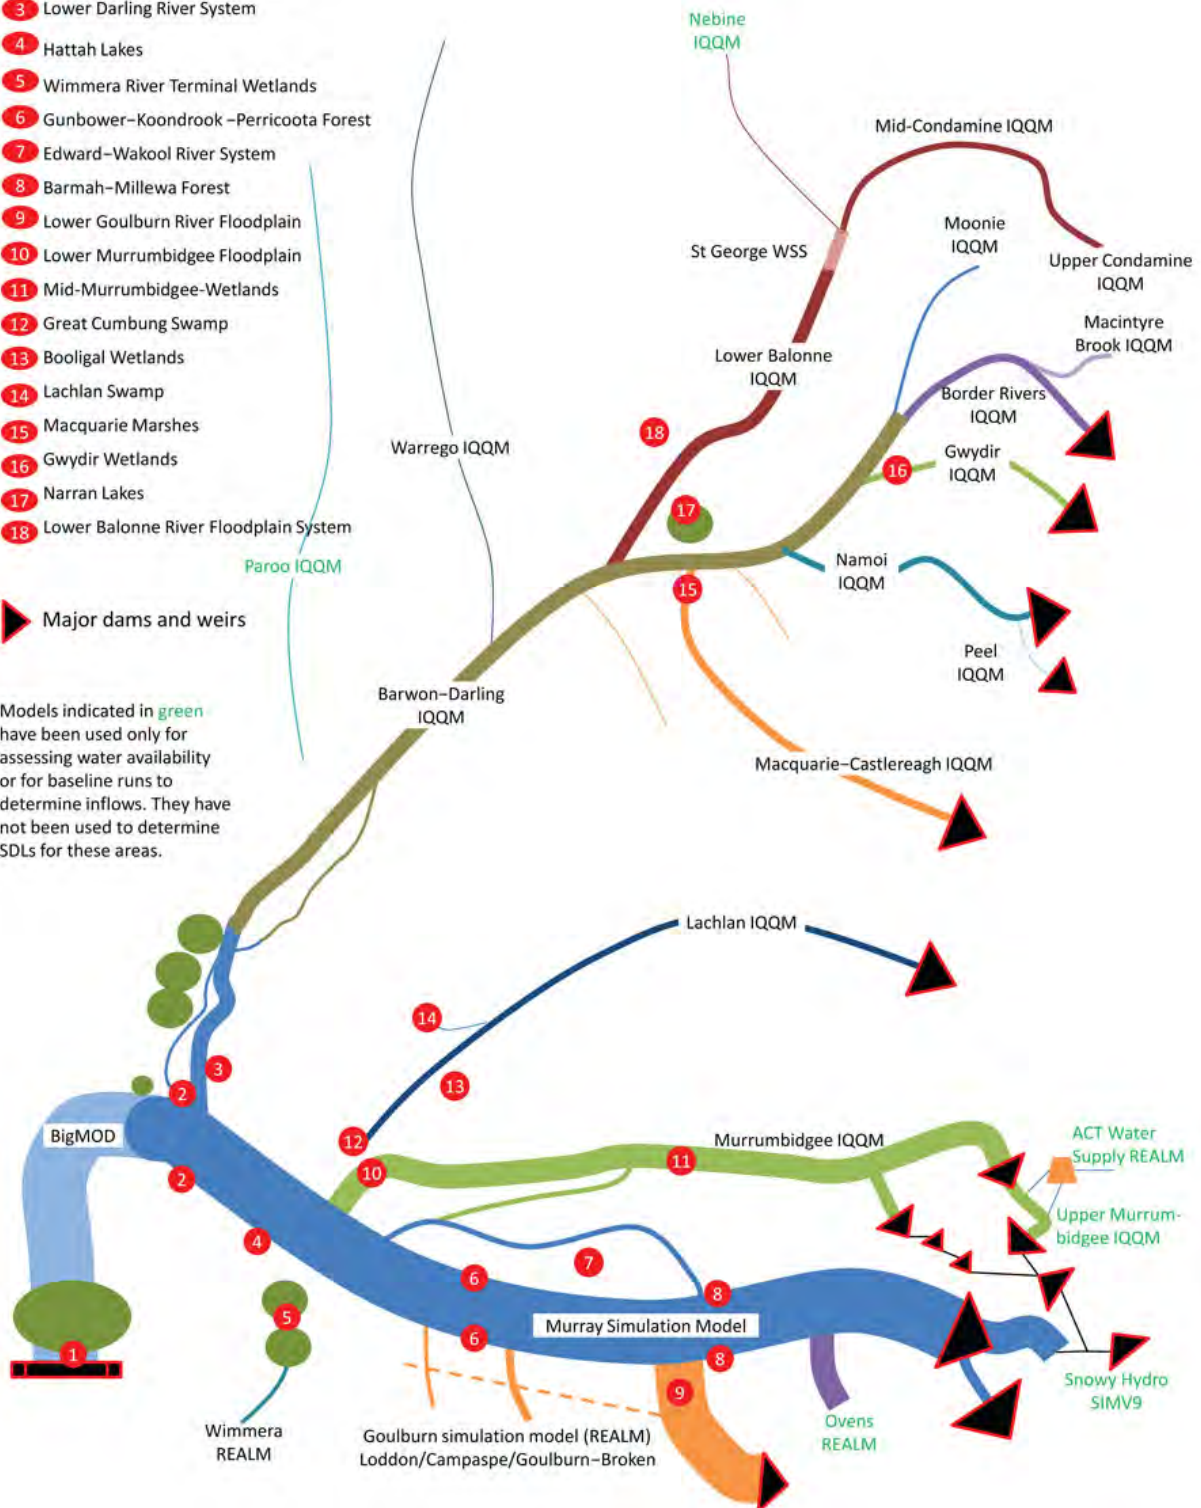 3 Lower Darling River System
4 Hattah Lakes
5 Wimmera River Terminal Wetlands
6 Gunbower–Koondrook –Perricoota Forest
7 Edward–Wakool River System
8 Barmah–Millewa Forest
9 Lower Goulburn River Floodplain
10 Lower Murrumbidgee Floodplain
11 Mid-Murrumbidgee-Wetlands
12 Great Cumbung Swamp
13 Booligal Wetlands
14 Lachlan Swamp
15 Macquarie Marshes
16 Gwydir Wetlands
17 Narran Lakes
18 Lower Balonne River Floodplain System
Paroo IQQM
Major dams and weirs
Models indicated in green
have been used only for
assessing water availability
or for baseline runs to
determine inflows. They have
not been used to determine
SDLs for these areas.
Nebine
IQQM
Mid-Condamine IQQM
Moonie
IQQM
St George WSS
Upper Condamine
IQQM
Macintyre
Brook IQQM
Lower Balonne
IQQM
Border Rivers
IQQM
Warrego IQQM
18
16
Gwydir
IQQM
17
15
Namoi
IQQM
Peel
IQQM
Barwon–Darling
IQQM
Macquarie–Castlereagh IQQM
Lachlan IQQM
14
13
3
2
12
10
11
BigMOD
2
Murrumbidgee IQQM
ACT Water
Supply REALM
Upper Murrum-
bidgee IQQM
4
7
6
8
5
Murray Simulation Model
6
8
1
9
Snowy Hydro
SIMV9
Wimmera
REALM
Goulburn simulation model (REALM)
Loddon/Campaspe/Goulburn–Broken
Ovens
REALM